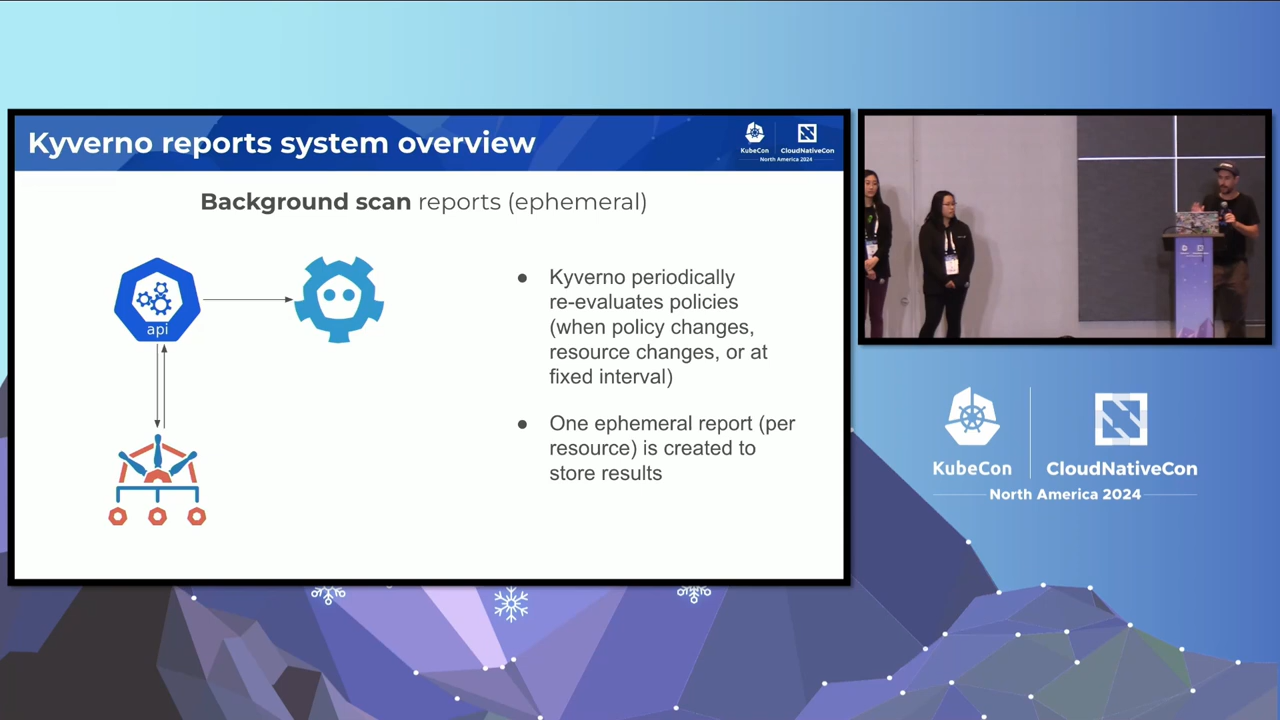 Kyverno reports system overview
KubeCon
CloudNativeCon
North America 2024
Background scan reports (ephemeral)
api
● Kyverno periodically
re-evaluates policies
(when policy changes,
resource changes, or at
fixed interval)
● One ephemeral report (per
resource) is created to
store results
KubeCon
CloudNativeCon
North America 2024